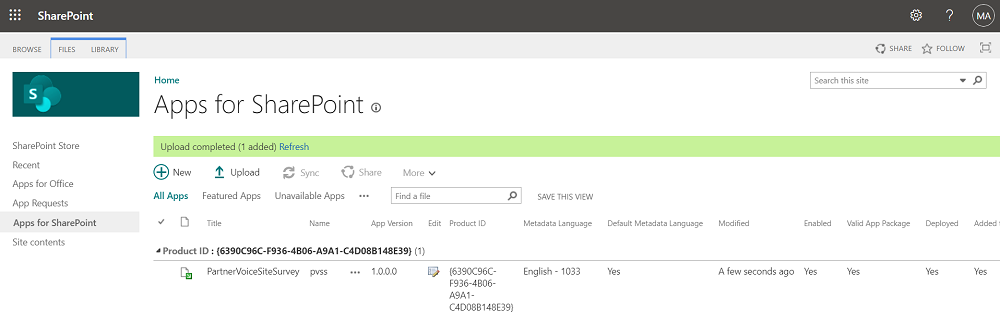 SharePoint
?
MA
BROWSE FILES LIBRARY
SHARE FOLLOW
S
Home
Search this site
Apps for SharePoint
Upload completed (1 added) Refresh
SharePoint Store
Recent
Apps for Office
App Requests
Apps for SharePoint
Site contents
New Upload Sync Share More
All Apps Featured Apps Unavailable Apps ••• Find a file SAVE THIS VIEW
Title Name App Version Edit Product ID Metadata Language Default Metadata Language Modified Enabled Valid App Package Deployed Added t
Product ID : {6390C96C-F936-4B06-A9A1-C4D08B148E39} (1)
PartnerVoiceSiteSurvey pvss ••• 1.0.0.0 {6390C96C- English - 1033 Yes A few seconds ago Yes Yes Yes Yes
F936-4B06-
A9A1-
C4D08B148E39}